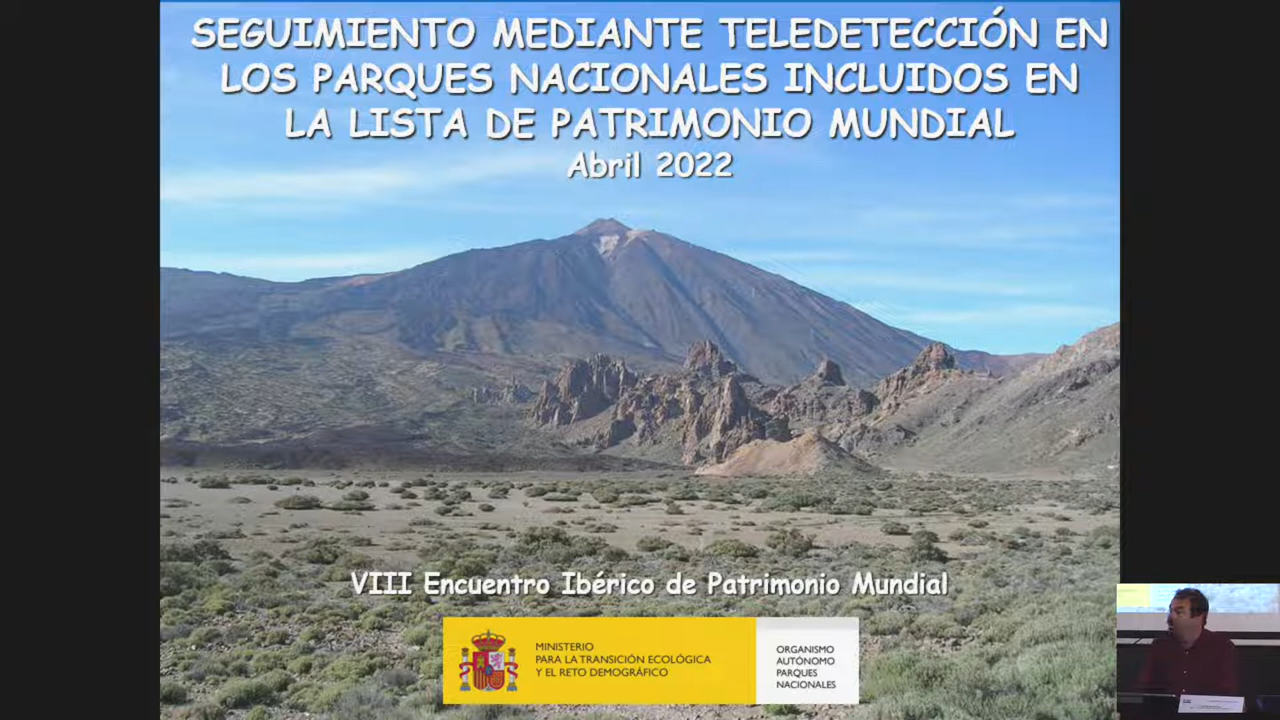 SEGUIMIENTO MEDIANTE TELEDETECCIÓN EN
LOS PARQUES NACIONALES INCLUIDOS EN
LA LISTA DE PATRIMONIO MUNDIAL
Abril 2022
VIII Encuentro Ibérico de Patrimonio Mundial
MINISTERIO
PARA LA TRANSICIÓN ECOLÓGICA
Y EL RETO DEMOGRÁFICO
ORGANISMO
AUTÓNOMO
PARQUES
NACIONALES